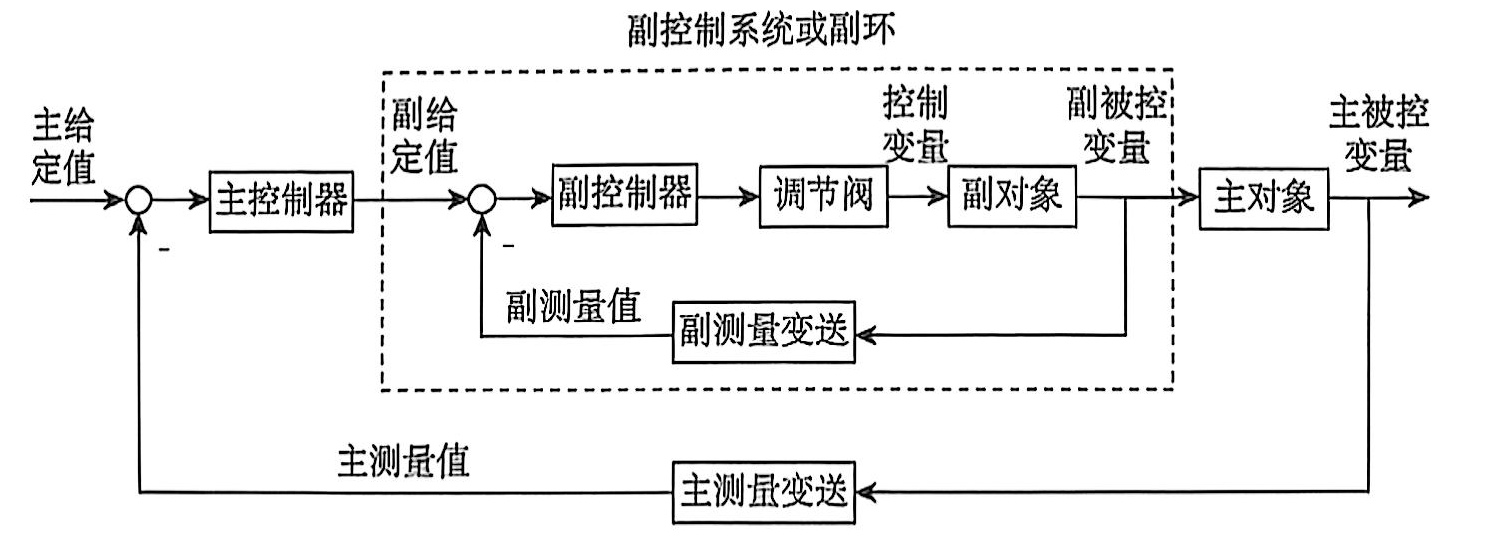 副控制系统或副环
主给
定值
副给
定值
控制
变量
副被控
变量
主被控
变量
主控制器
副控制器
调节阀
副对象
主对象
-
-
副测量值
副测量变送
主测量值
主测量变送